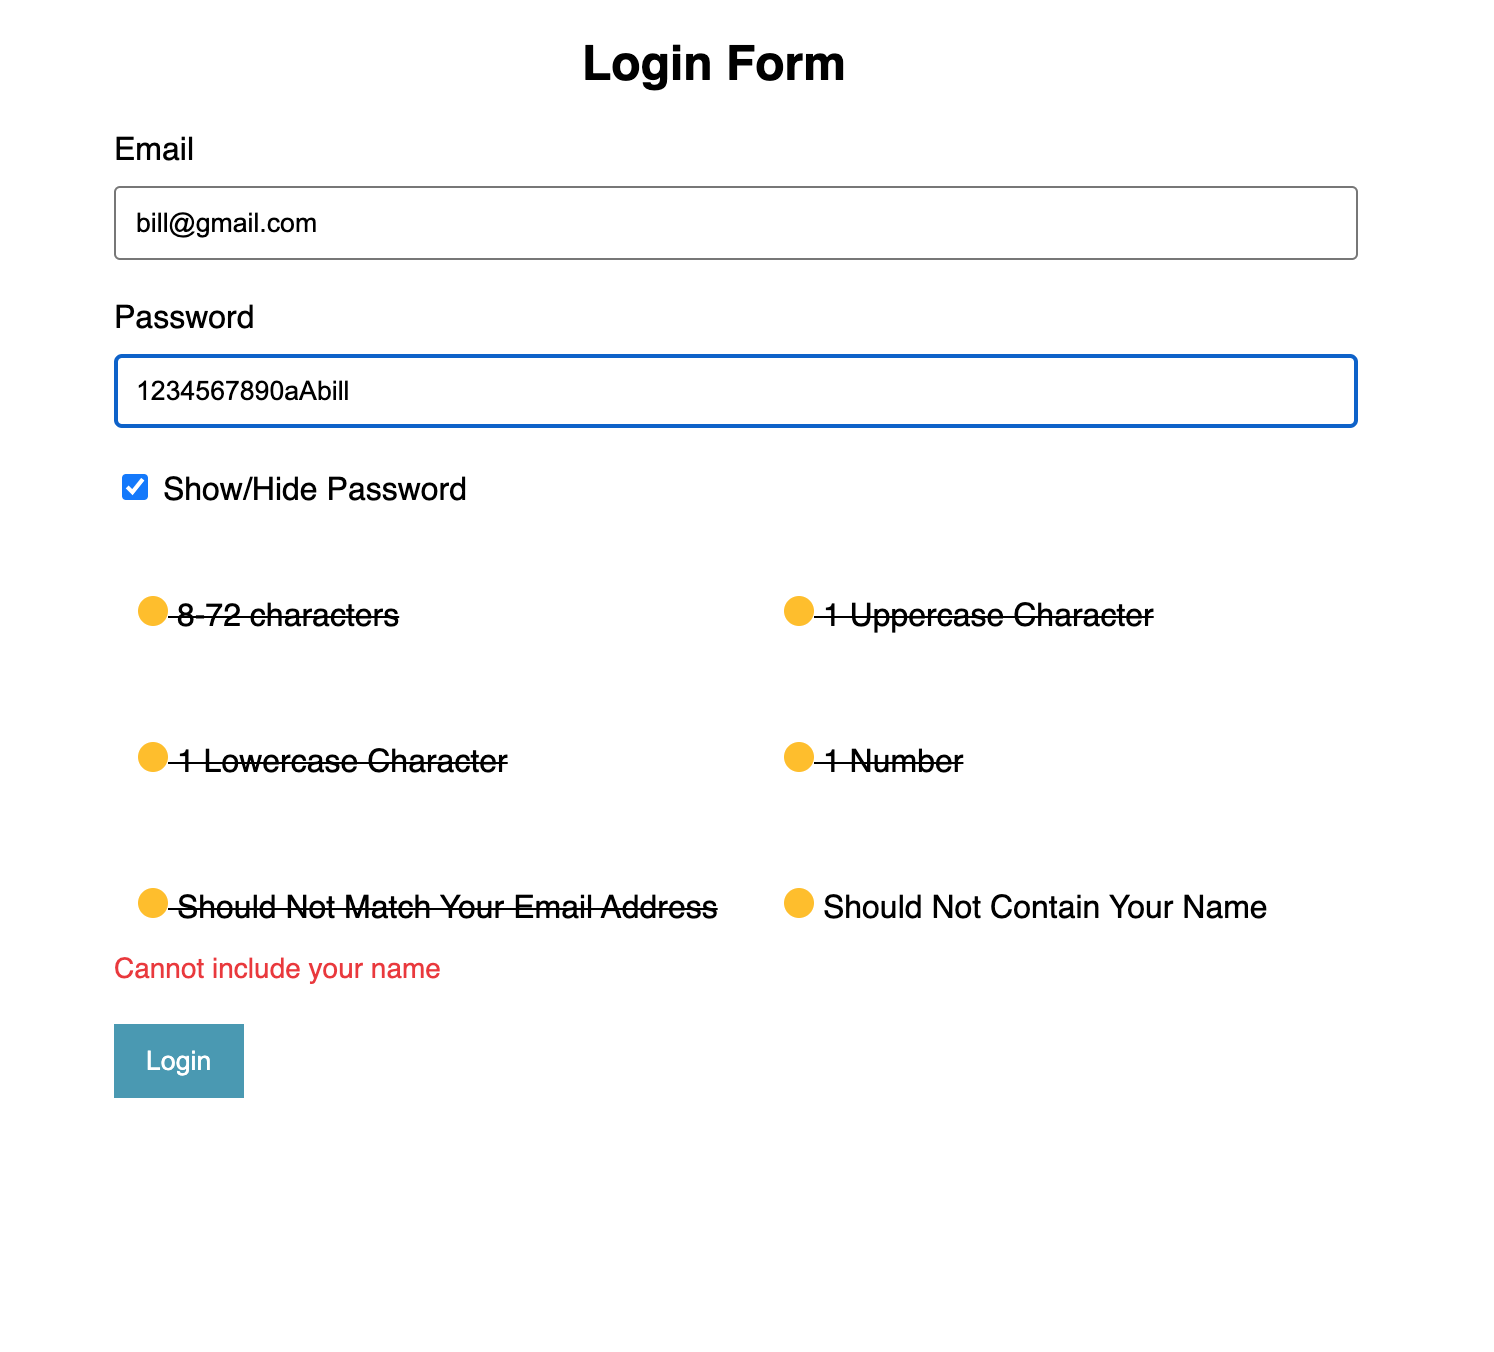 Login Form
Email
bill@gmail.com
Password
1234567890aAbill
Show/Hide Password
8-72 characters
1 Uppercase Character
1 Lowercase Character
1 Number
Should Not Match Your Email Address
Should Not Contain Your Name
Cannot include your name
Login